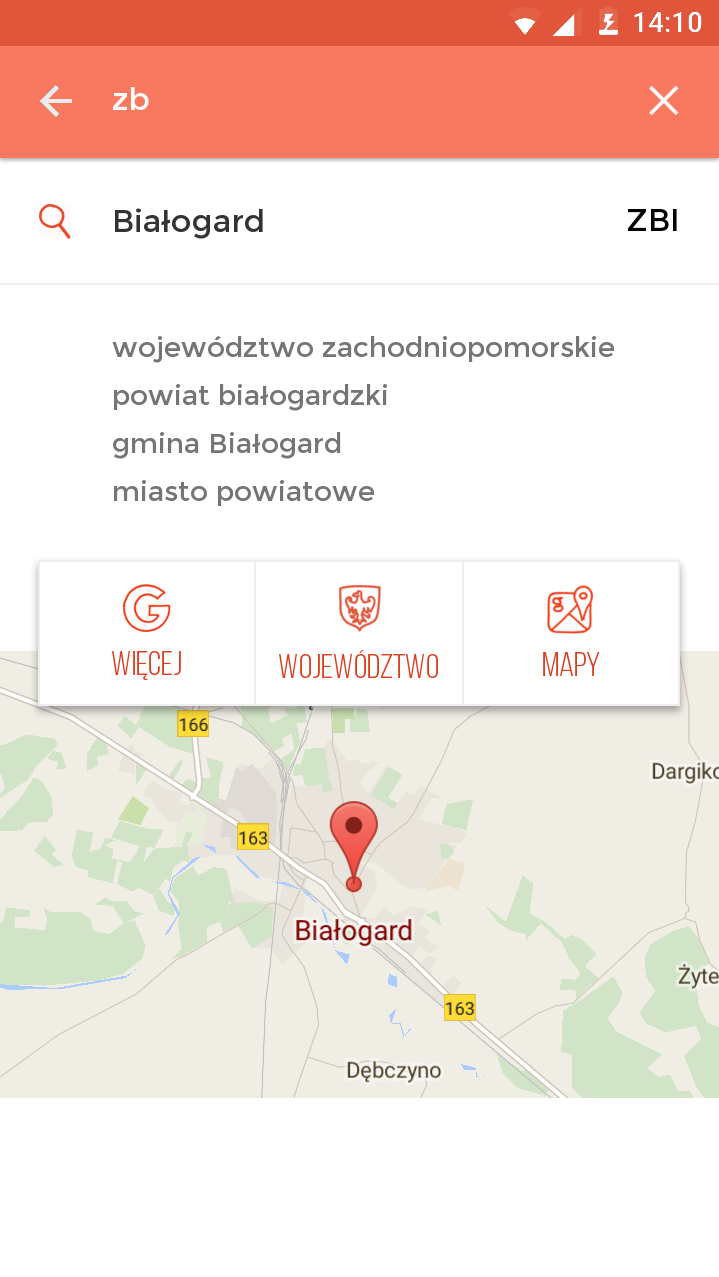 14:10
zb
Białogard ZBI
województwo zachodniopomorskie
powiat białogardzki
gmina Białogard
miasto powiatowe
WIĘCEJ WOJEWÓDZTWO MAPY
166
Dargiko
163
Białogard
Żyte
163
Dębczyno